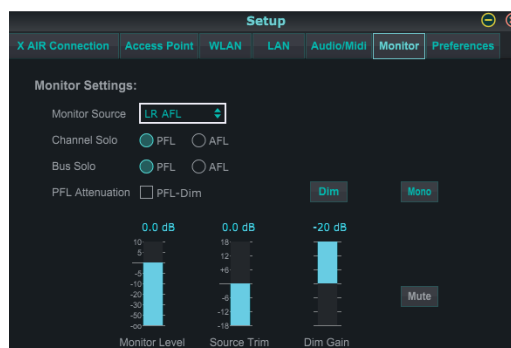 Setup
X AIR Connection Access Point WLAN LAN Audio/Midi Monitor Preferences
Monitor Settings:
Monitor Source LR AFL
Channel Solo PFL AFL
Bus Solo PFL AFL
PFL Attenuation PFL-Dim Dim Mono
0.0 dB 0.0 dB -20 dB
10 18
5 12
+6
-5
-10
-20 -6
-30 -12
-50
-oo -18
Mute
Monitor Level Source Trim Dim Gain